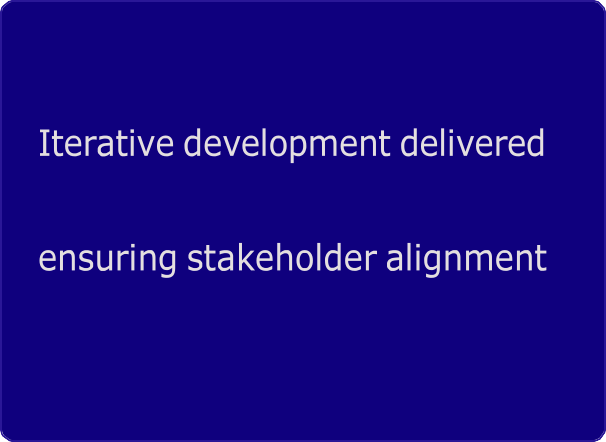 Iterative development delivered
ensuring stakeholder alignment